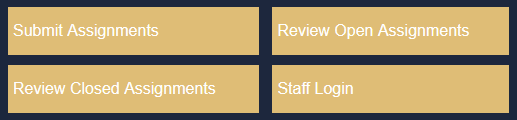 Submit Assignments
Review Open Assignments
Review Closed Assignments
Staff Login